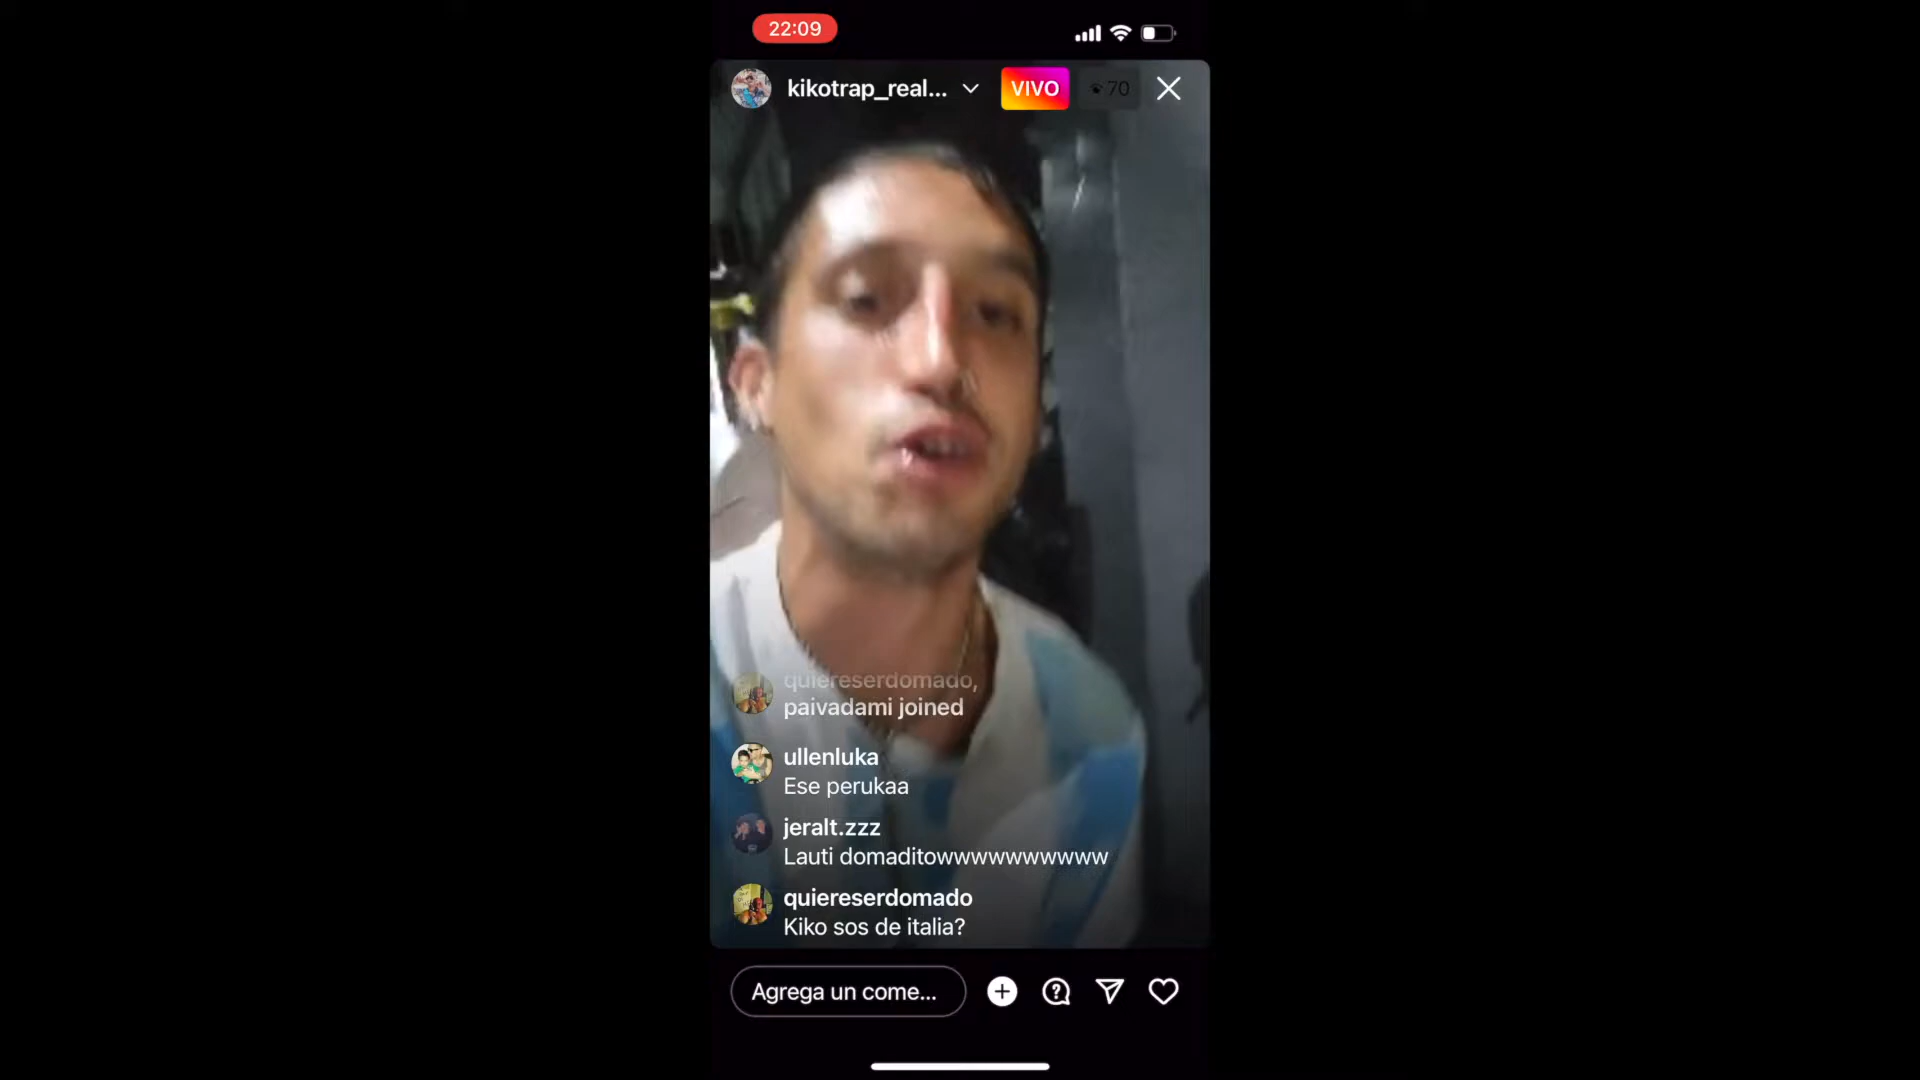 22:09
kikotrap_real...
VIVO
70
quiereserdomado,
paivadami joined
ullenluka
Ese perukaa
jeralt.zzz
Lauti domaditowwwwwwwwww
quiereserdomado
Kiko sos de italia?
Agrega un come...